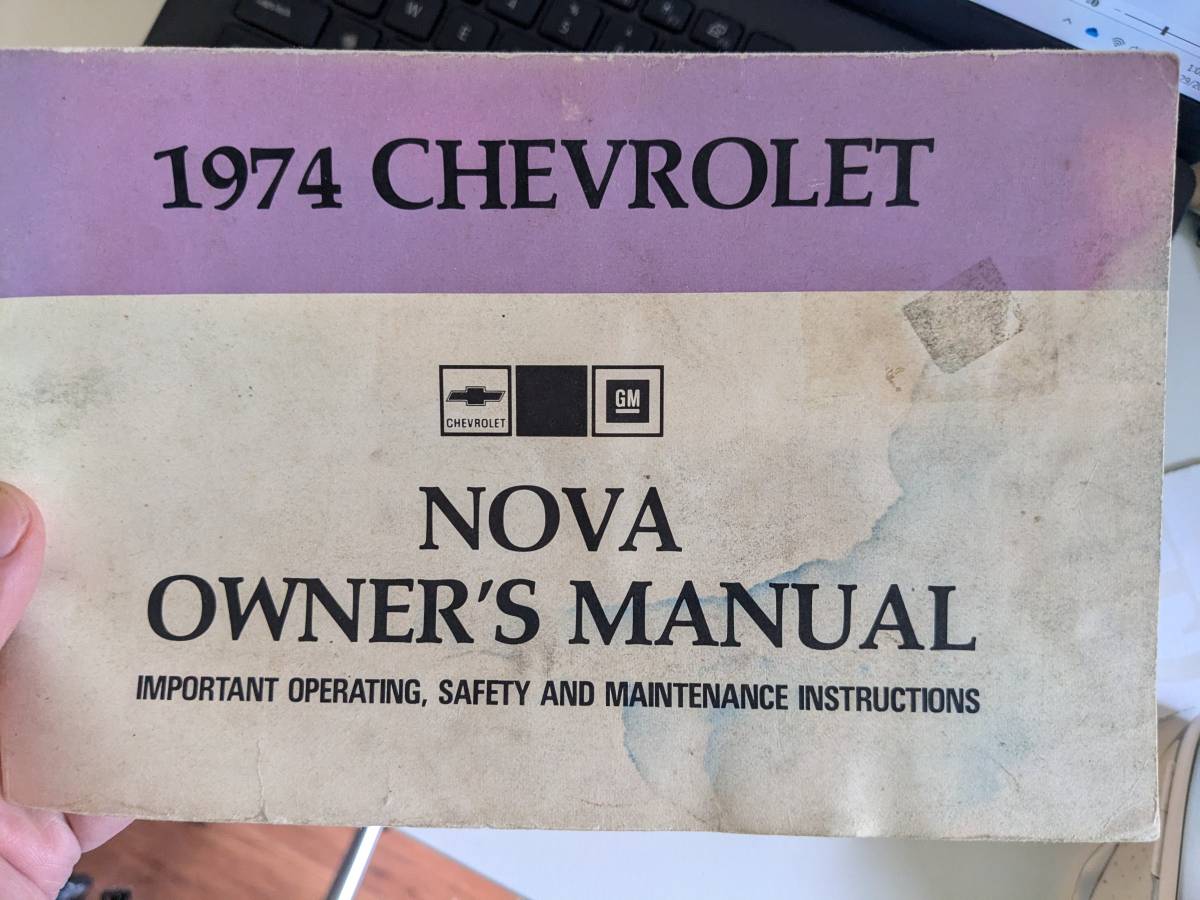 W
E
1974 CHEVROLET
CHEVROLET
GM
NOVA
OWNER'S MANUAL
IMPORTANT OPERATING, SAFETY AND MAINTENANCE INSTRUCTIONS